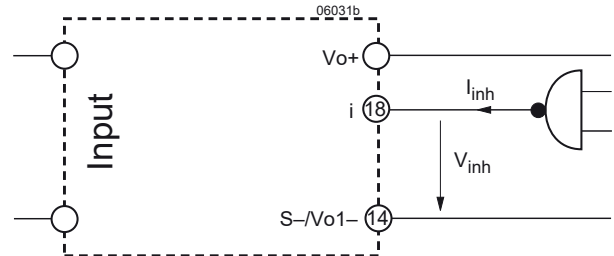 06031b
Vo+
Input
i 18
Iinh
Vinh
S–/Vo1– 14